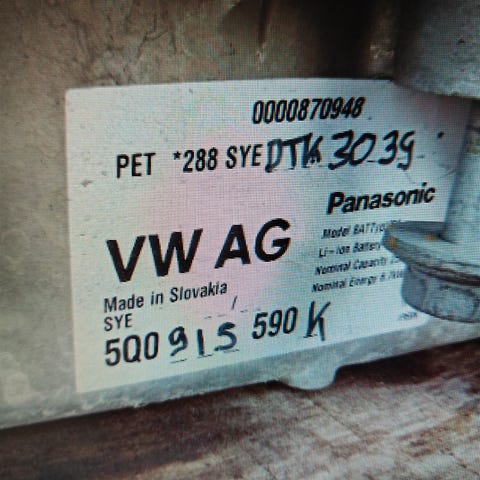 0000870948
PET *288 SYE DTK 3039
Panasonic
VW AG
Model
Li-Ion Battery
Nominal Capacity
Nominal Energy
Made in Slovakia
SYE
5Q0 915 590 K